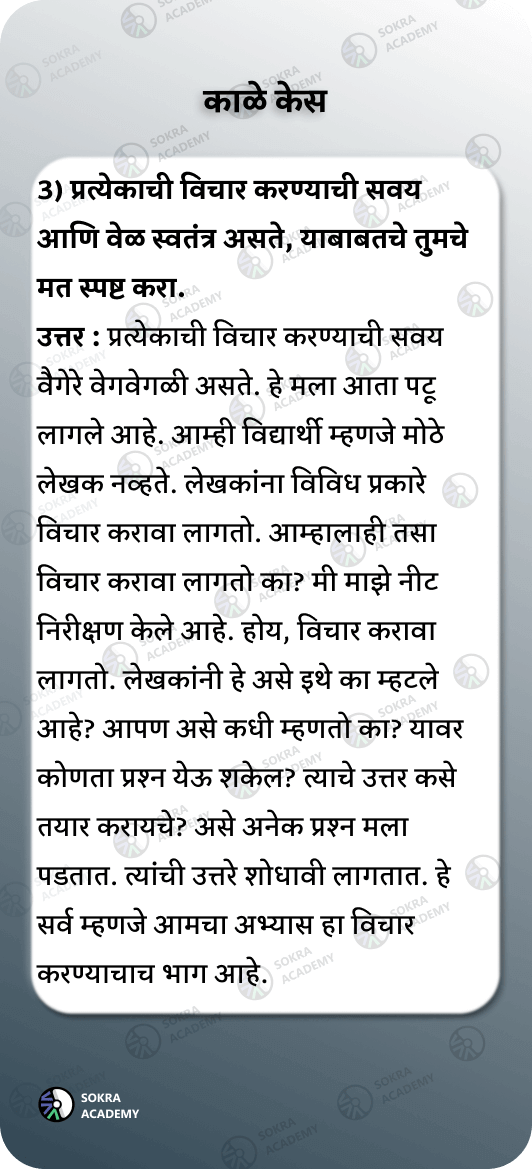 काळे केस
3) प्रत्येकाची विचार करण्याची सवय
आणि वेळ स्वतंत्र असते, याबाबतचे तुमचे
मत स्पष्ट करा.
उत्तर : प्रत्येकाची विचार करण्याची सवय
वैगेरे वेगवेगळी असते. हे मला आता पटू
लागले आहे. आम्ही विद्यार्थी म्हणजे मोठे
लेखक नव्हते. लेखकांना विविध प्रकारे
विचार करावा लागतो. आम्हालाही तसा
विचार करावा लागतो का? मी माझे नीट
निरीक्षण केले आहे. होय, विचार करावा
लागतो. लेखकांनी हे असे इथे का म्हटले
आहे? आपण असे कधी म्हणतो का? यावर
कोणता प्रश्न येऊ शकेल? त्याचे उत्तर कसे
तयार करायचे? असे अनेक प्रश्न मला
पडतात. त्यांची उत्तरे शोधावी लागतात. हे
सर्व म्हणजे आमचा अभ्यास हा विचार
करण्याचाच भाग आहे.
SOKRA
ACADEMY